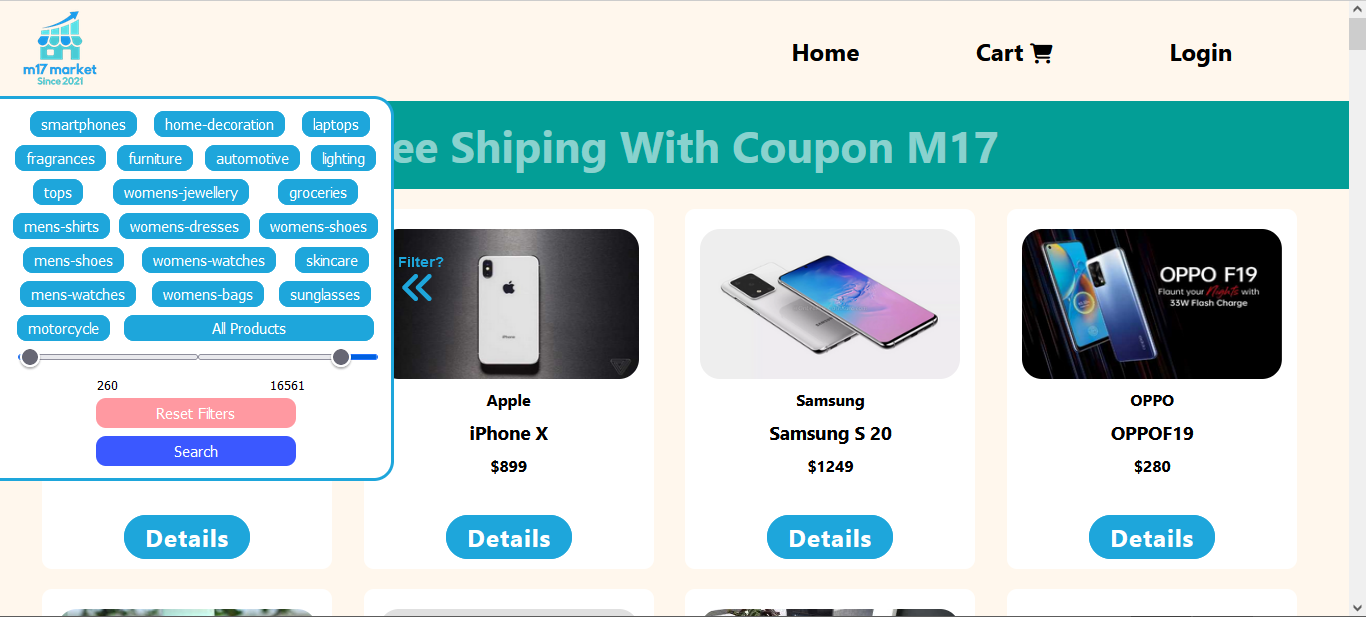 m17 market
Since 2021
Home
Cart
Login
ee Shiping With Coupon M17
smartphones
home-decoration
laptops
fragrances
furniture
automotive
lighting
tops
womens-jewellery
groceries
mens-shirts
womens-dresses
womens-shoes
mens-shoes
womens-watches
skincare
mens-watches
womens-bags
sunglasses
motorcycle
All Products
260
16561
Reset Filters
Search
Filter?
iPhone
Apple
iPhone X
$899
SAMSUNG
Samsung
Samsung S 20
$1249
OPPO F19
Flaunt your Nights with
33W Flash Charge
OPPO
OPPOF19
$280
Details
Details
Details
Details